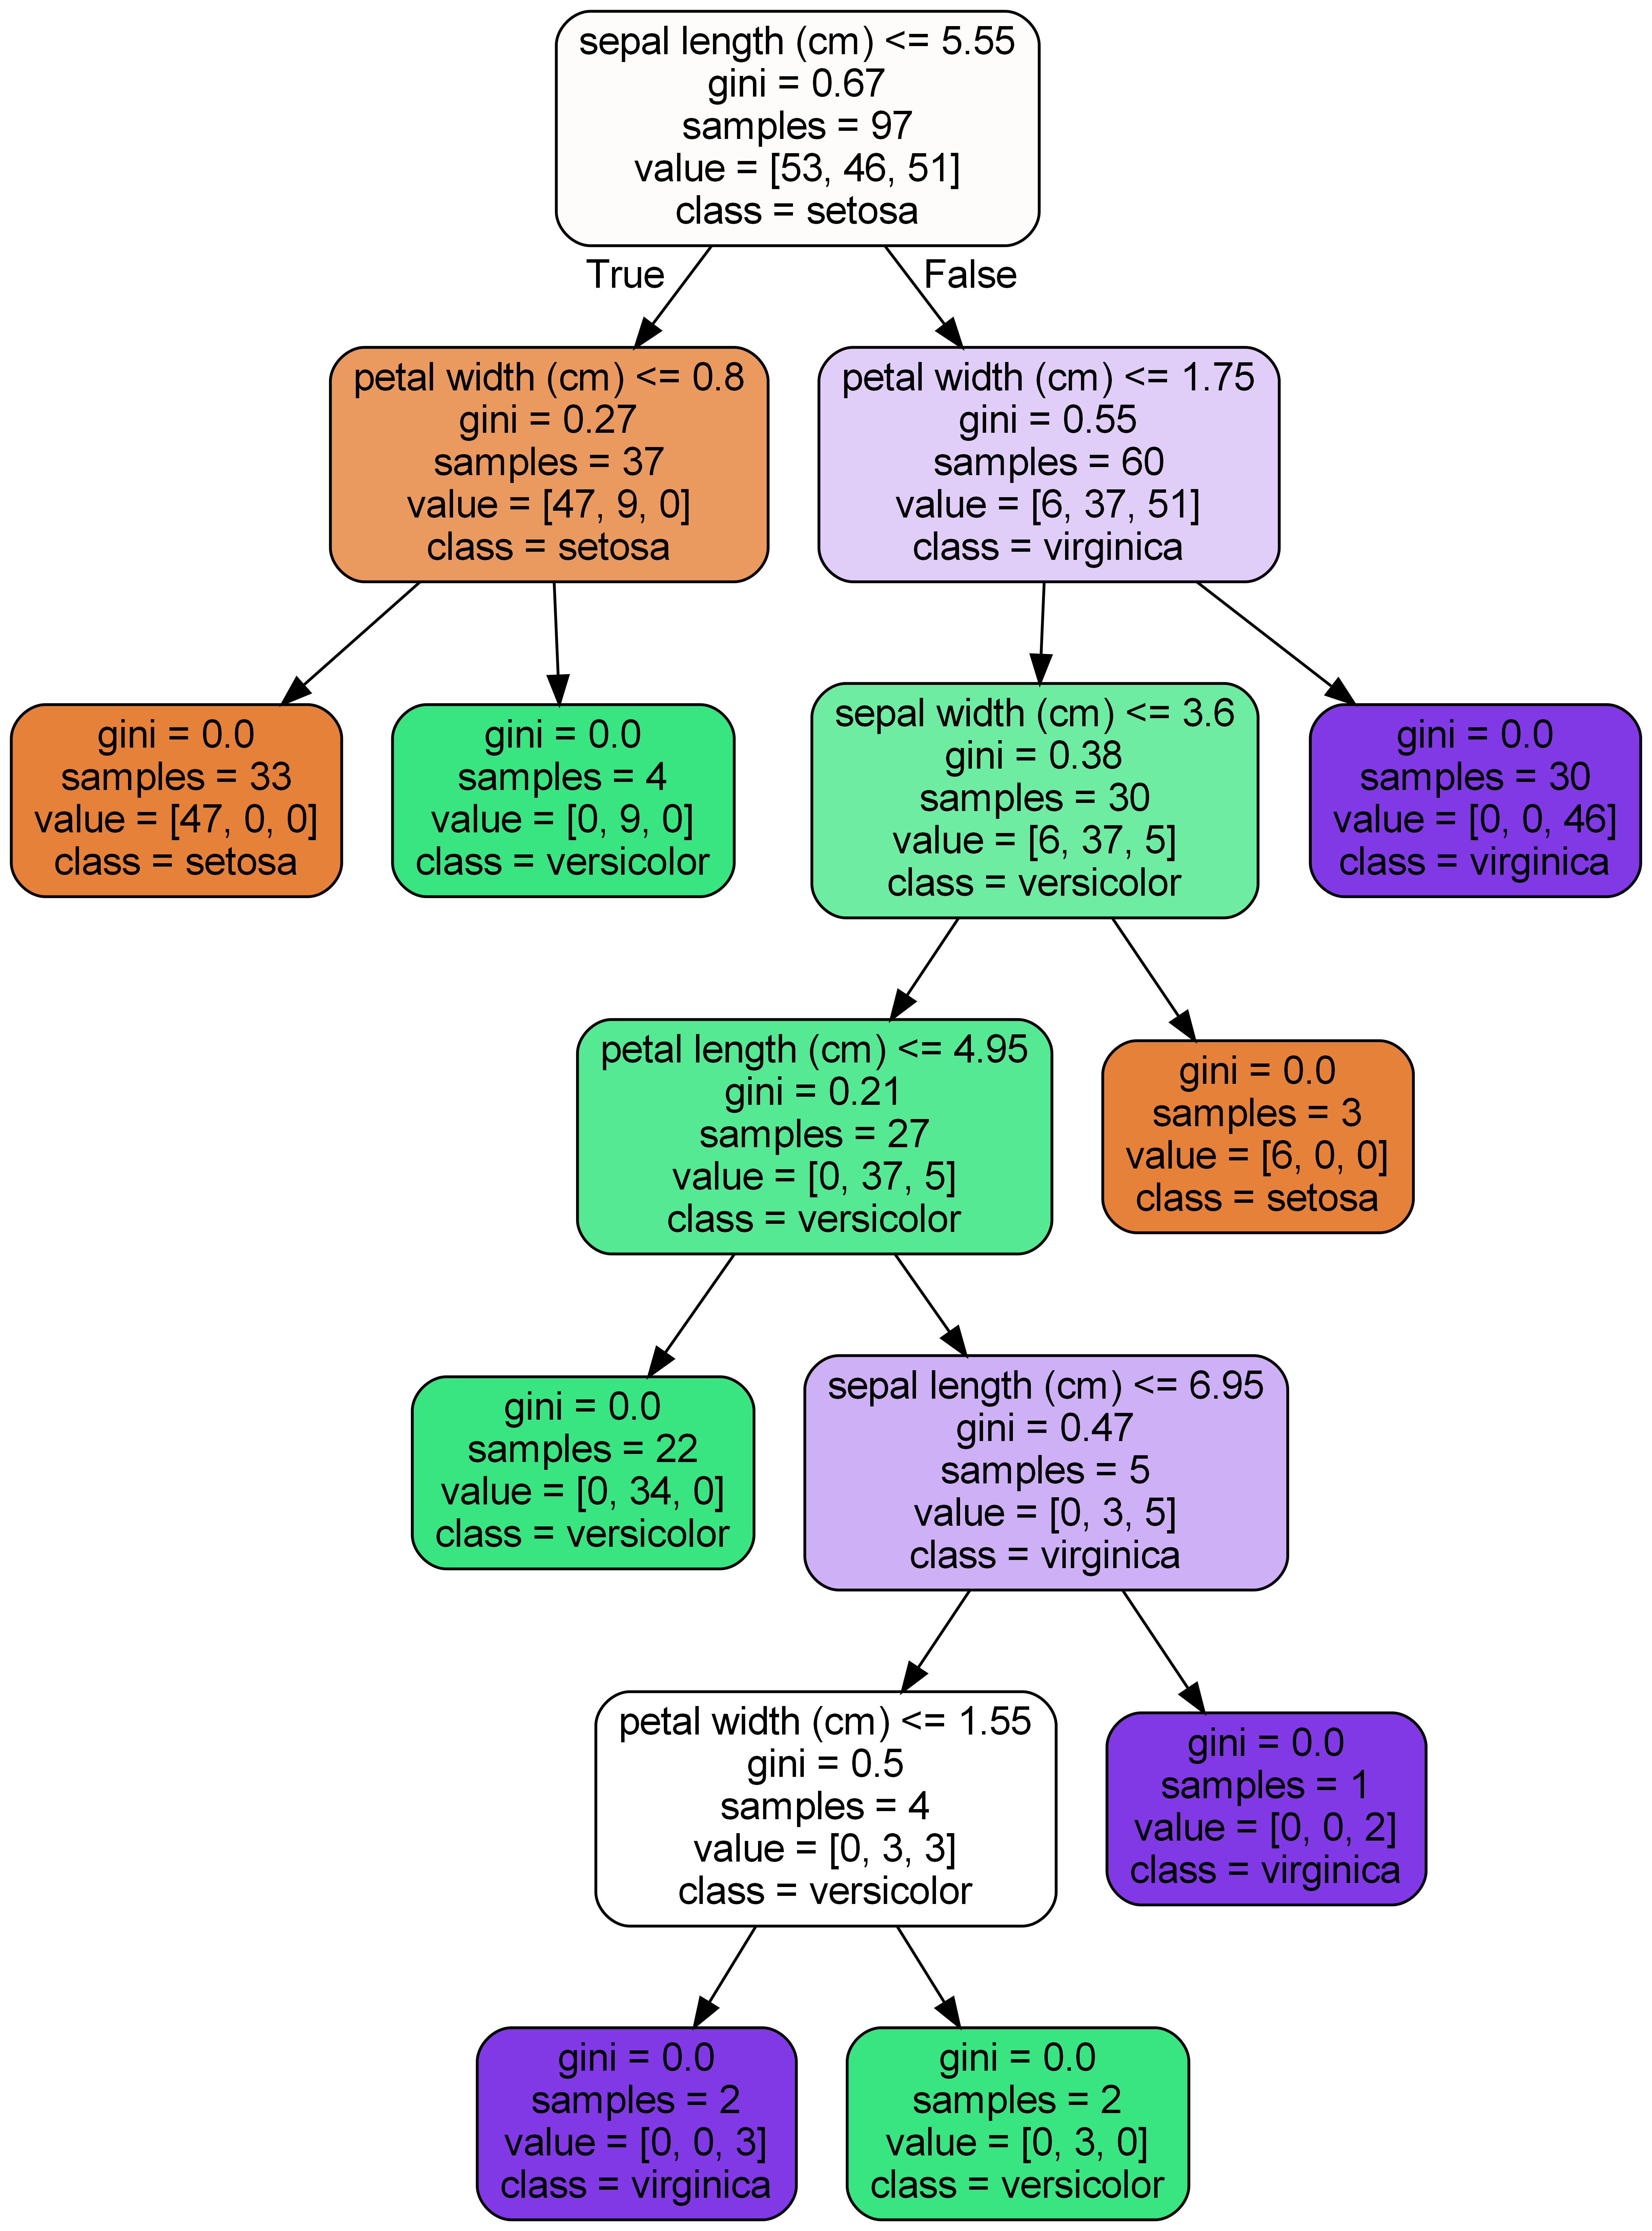 sepal length (cm) <= 5.55
gini = 0.67
samples = 97
value = [53, 46, 51]
class = setosa
True
False
petal width (cm) <= 0.8
gini = 0.27
samples = 37
value = [47, 9, 0]
class = setosa
petal width (cm) <= 1.75
gini = 0.55
samples = 60
value = [6, 37, 51]
class = virginica
gini = 0.0
samples = 33
value = [47, 0, 0]
class = setosa
gini = 0.0
samples = 4
value = [0, 9, 0]
class = versicolor
sepal width (cm) <= 3.6
gini = 0.38
samples = 30
value = [6, 37, 5]
class = versicolor
gini = 0.0
samples = 30
value = [0, 0, 46]
class = virginica
petal length (cm) <= 4.95
gini = 0.21
samples = 27
value = [0, 37, 5]
class = versicolor
gini = 0.0
samples = 3
value = [6, 0, 0]
class = setosa
gini = 0.0
samples = 22
value = [0, 34, 0]
class = versicolor
sepal length (cm) <= 6.95
gini = 0.47
samples = 5
value = [0, 3, 5]
class = virginica
petal width (cm) <= 1.55
gini = 0.5
samples = 4
value = [0, 3, 3]
class = versicolor
gini = 0.0
samples = 1
value = [0, 0, 2]
class = virginica
gini = 0.0
samples = 2
value = [0, 0, 3]
class = virginica
gini = 0.0
samples = 2
value = [0, 3, 0]
class = versicolor